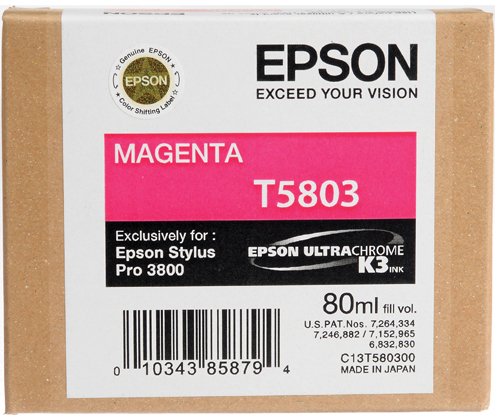 Genuine EPSON
EPSON
Color Shifting Label
EPSON
EXCEED YOUR VISION
MAGENTA
T5803
Exclusively for :
Epson Stylus
Pro 3800
EPSON ULTRACHROME
K3 INK
80ml fill vol.
U.S.PAT.Nos. 7,264,334
7,246,882 / 7,152,965
6,832,830
C13T580300
MADE IN JAPAN
0 10343 85879 4